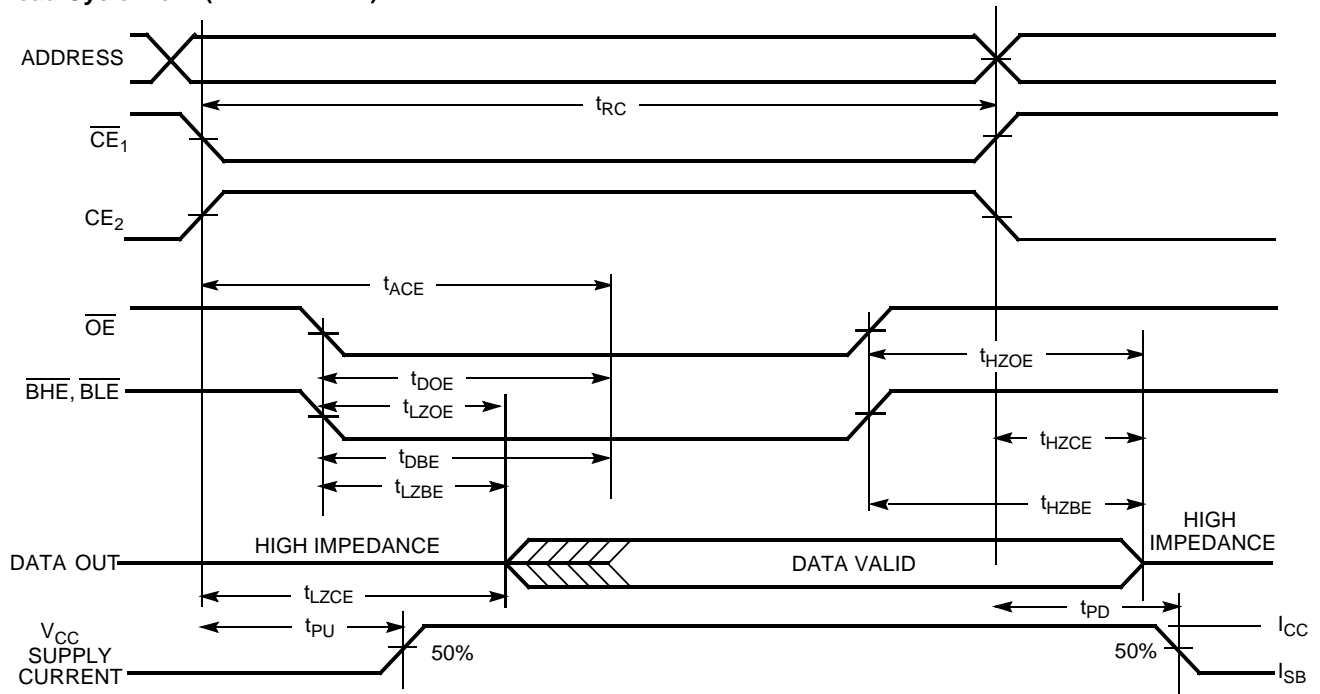 ADDRESS
tRC
CE1
CE2
tACE
OE
tHZOE
tDOE
BHE, BLE
tLZOE
tHZCE
tDBE
tLZBE
tHZBE
HIGH IMPEDANCE
HIGH
IMPEDANCE
DATA OUT
DATA VALID
tLZCE
tPU
tPD
VCC
SUPPLY
CURRENT
50%
50%
ICC
ISB